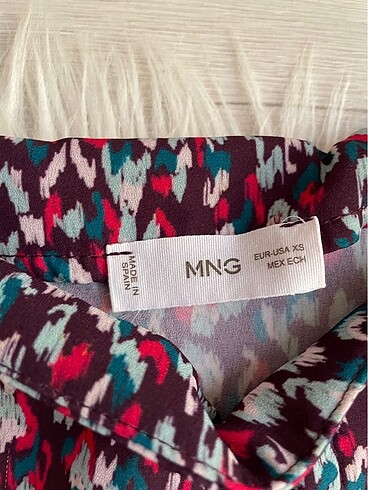 MADE IN
SPAIN
MNG
EUR-USA XS
MEX ECH